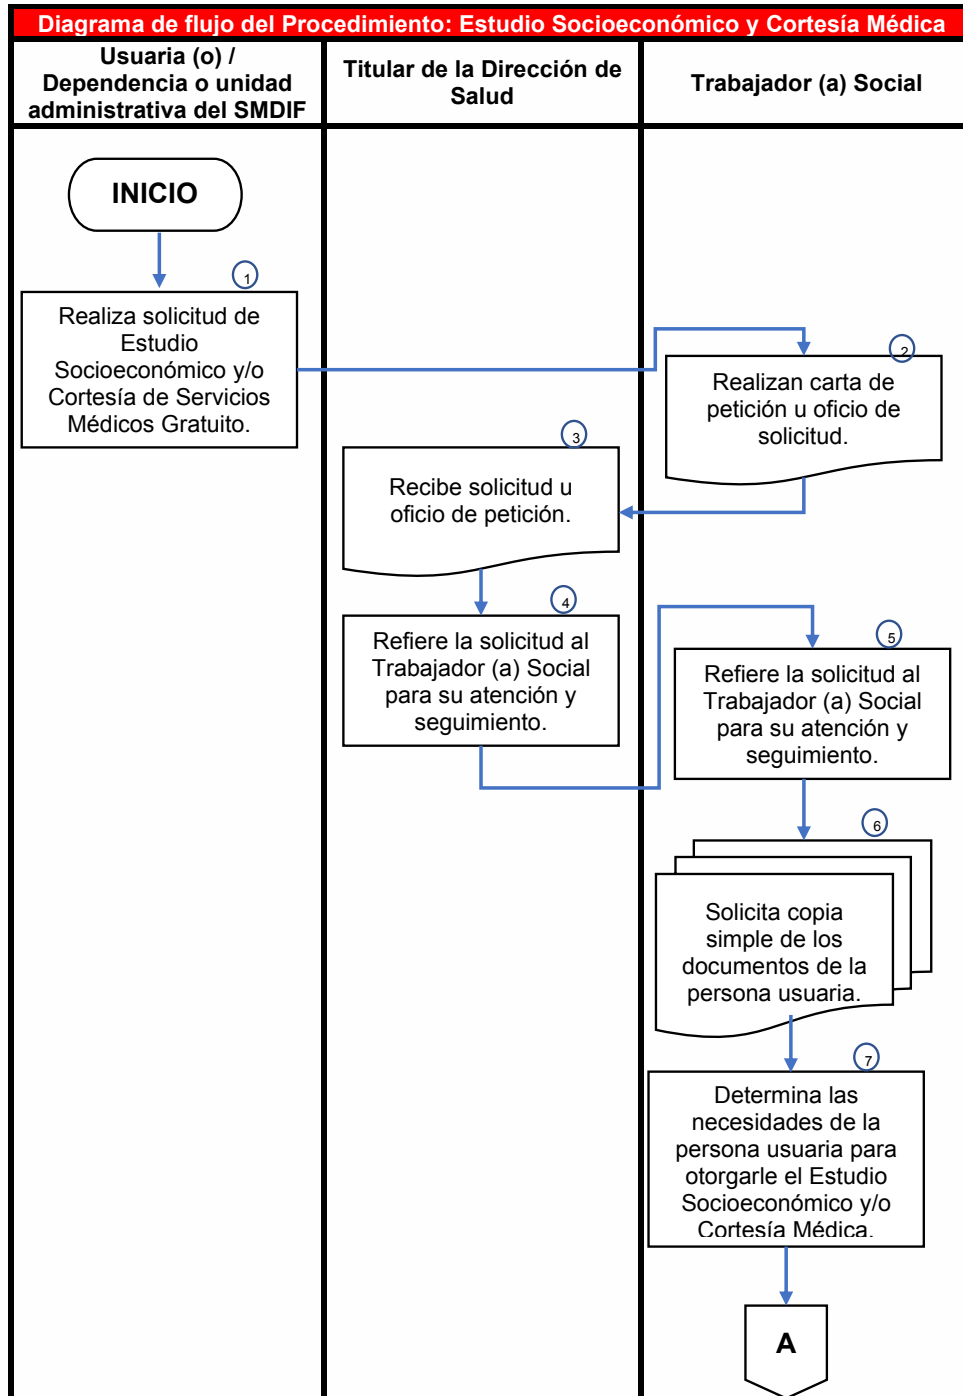 Diagrama de flujo del Procedimiento: Estudio Socioeconómico y Cortesía Médica
Usuaria (o) /
Dependencia o unidad
administrativa del SMDIF
Titular de la Dirección de
Salud
Trabajador (a) Social
INICIO
1
Realiza solicitud de
Estudio
Socioeconómico y/o
Cortesía de Servicios
Médicos Gratuito.
2
Realizan carta de
petición u oficio de
solicitud.
3
Recibe solicitud u
oficio de petición.
4
Refiere la solicitud al
Trabajador (a) Social
para su atención y
seguimiento.
5
Refiere la solicitud al
Trabajador (a) Social
para su atención y
seguimiento.
6
Solicita copia
simple de los
documentos de la
persona usuaria.
7
Determina las
necesidades de la
persona usuaria para
otorgarle el Estudio
Socioeconómico y/o
Cortesía Médica.
A